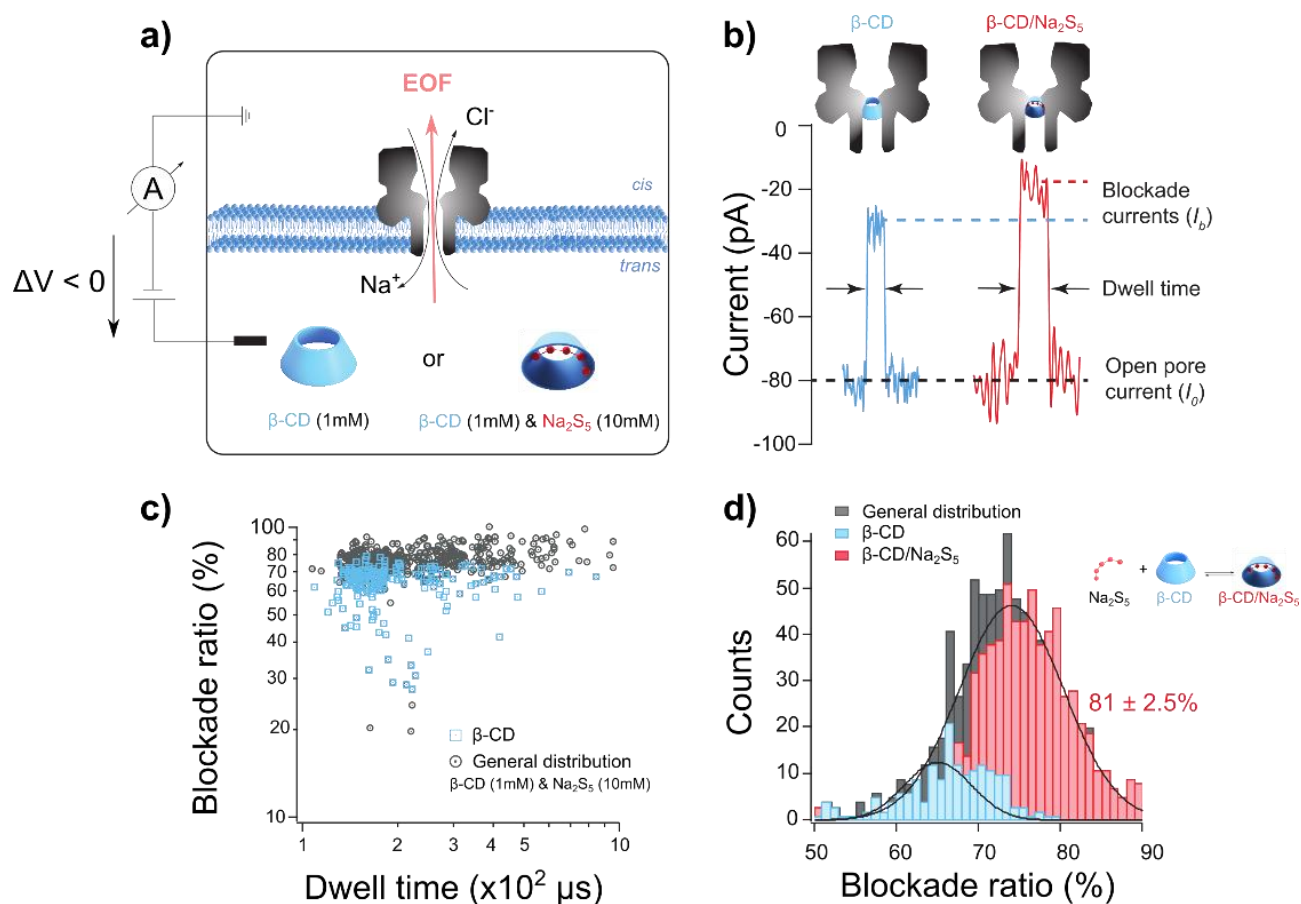 a)
EOF
Cl⁻
A
cis
trans
ΔV < 0
Na⁺
or
β-CD (1mM)
β-CD (1mM) & Na₂S₅ (10mM)
b)
β-CD
β-CD/Na₂S₅
0
-20
-40
-60
-80
-100
Current (pA)
Blockade
currents (I_b)
Dwell time
Open pore
current (I₀)
c)
100
80
70
60
50
40
30
20
10
Blockade ratio (%)
β-CD
General distribution
β-CD (1mM) & Na₂S₅ (10mM)
1
2
3
4
5
6
10
Dwell time (x10² µs)
d)
General distribution
β-CD
β-CD/Na₂S₅
60
50
40
30
20
10
0
Counts
Na₂S₅
+
β-CD
β-CD/Na₂S₅
81 ± 2.5%
50
60
70
80
90
Blockade ratio (%)